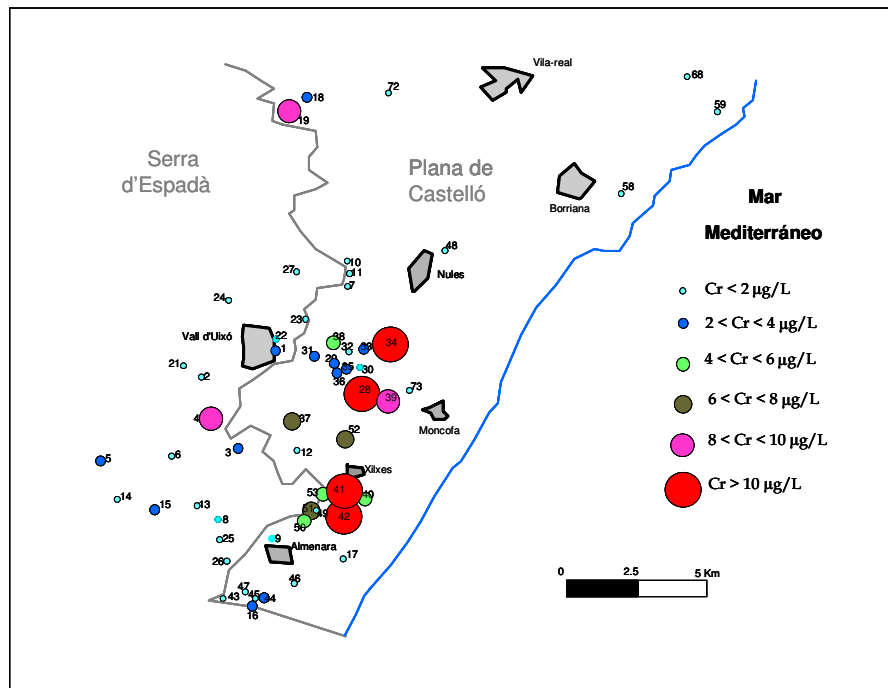 Vila-real
72
68
18
59
19
Serra
d'Espadà
Plana de
Castelló
58
Borriana
Mar
Mediterráneo
48
10
27
11
7
Nules
24
Cr < 2 µg/L
23
2 < Cr < 4 µg/L
Vall d'Uixó
22
38
1
32
33
34
31
4 < Cr < 6 µg/L
21
29
30
35
2
36
6 < Cr < 8 µg/L
28
39
73
4
37
Moncofa
52
8 < Cr < 10 µg/L
3
12
5
6
Xilxes
Cr > 10 µg/L
41
53
40
14
15
13
51
49
42
8
50
25
9
Almenara
17
26
46
0
2.5
5 Km
47
43
45
44
16